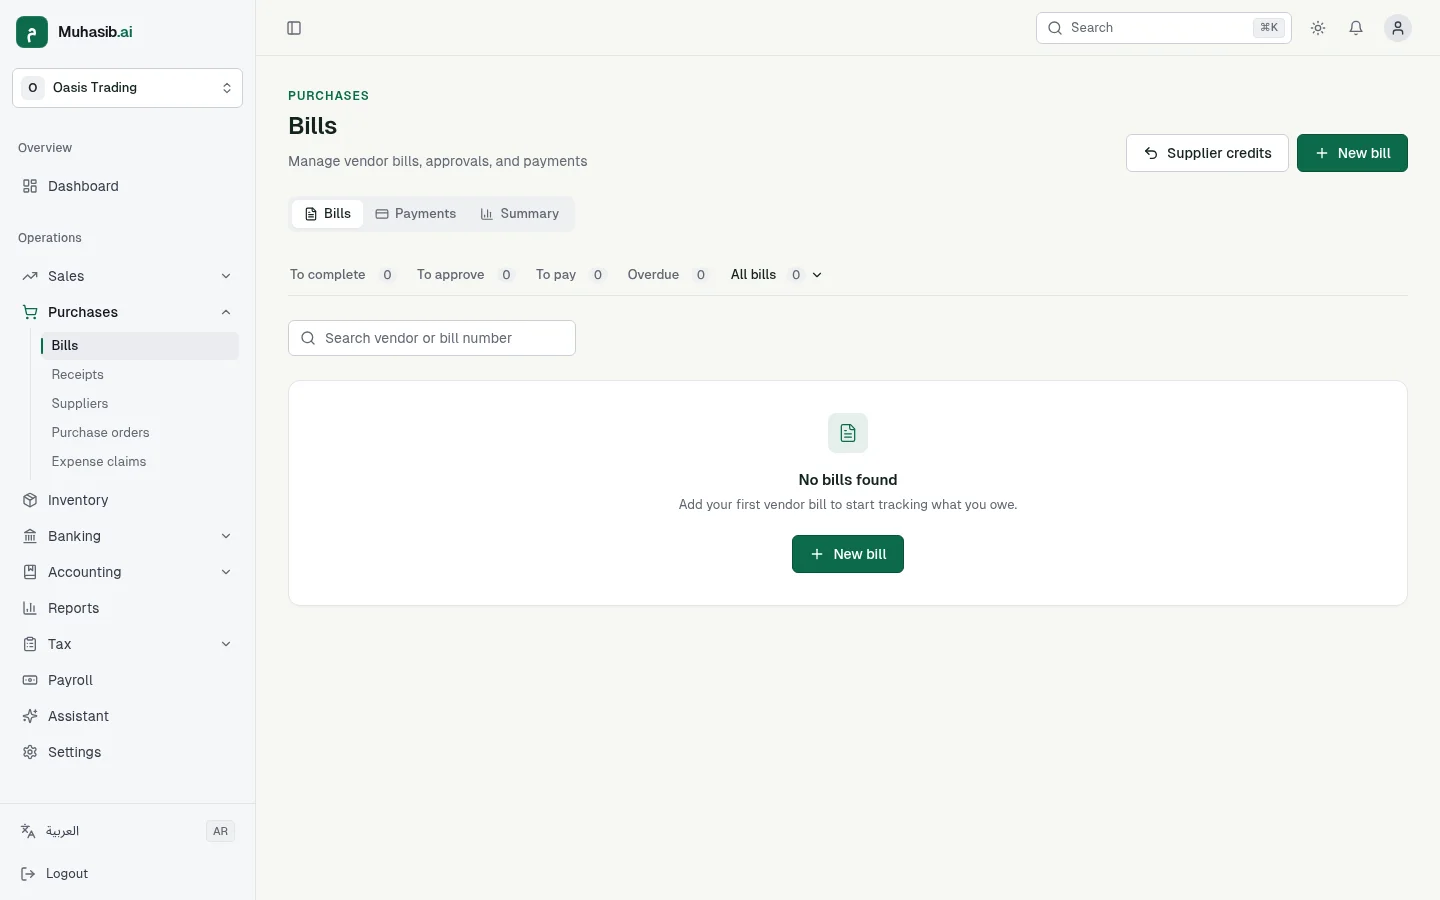 Muhasib.ai
O Oasis Trading
Overview
Dashboard
Operations
Sales
Purchases
Bills
Receipts
Suppliers
Purchase orders
Expense claims
Inventory
Banking
Accounting
Reports
Tax
Payroll
Assistant
Settings
العربية AR
Logout
Search ⌘K
PURCHASES
Bills
Manage vendor bills, approvals, and payments
Supplier credits
New bill
Bills Payments Summary
To complete 0 To approve 0 To pay 0 Overdue 0 All bills 0
Search vendor or bill number
No bills found
Add your first vendor bill to start tracking what you owe.
New bill